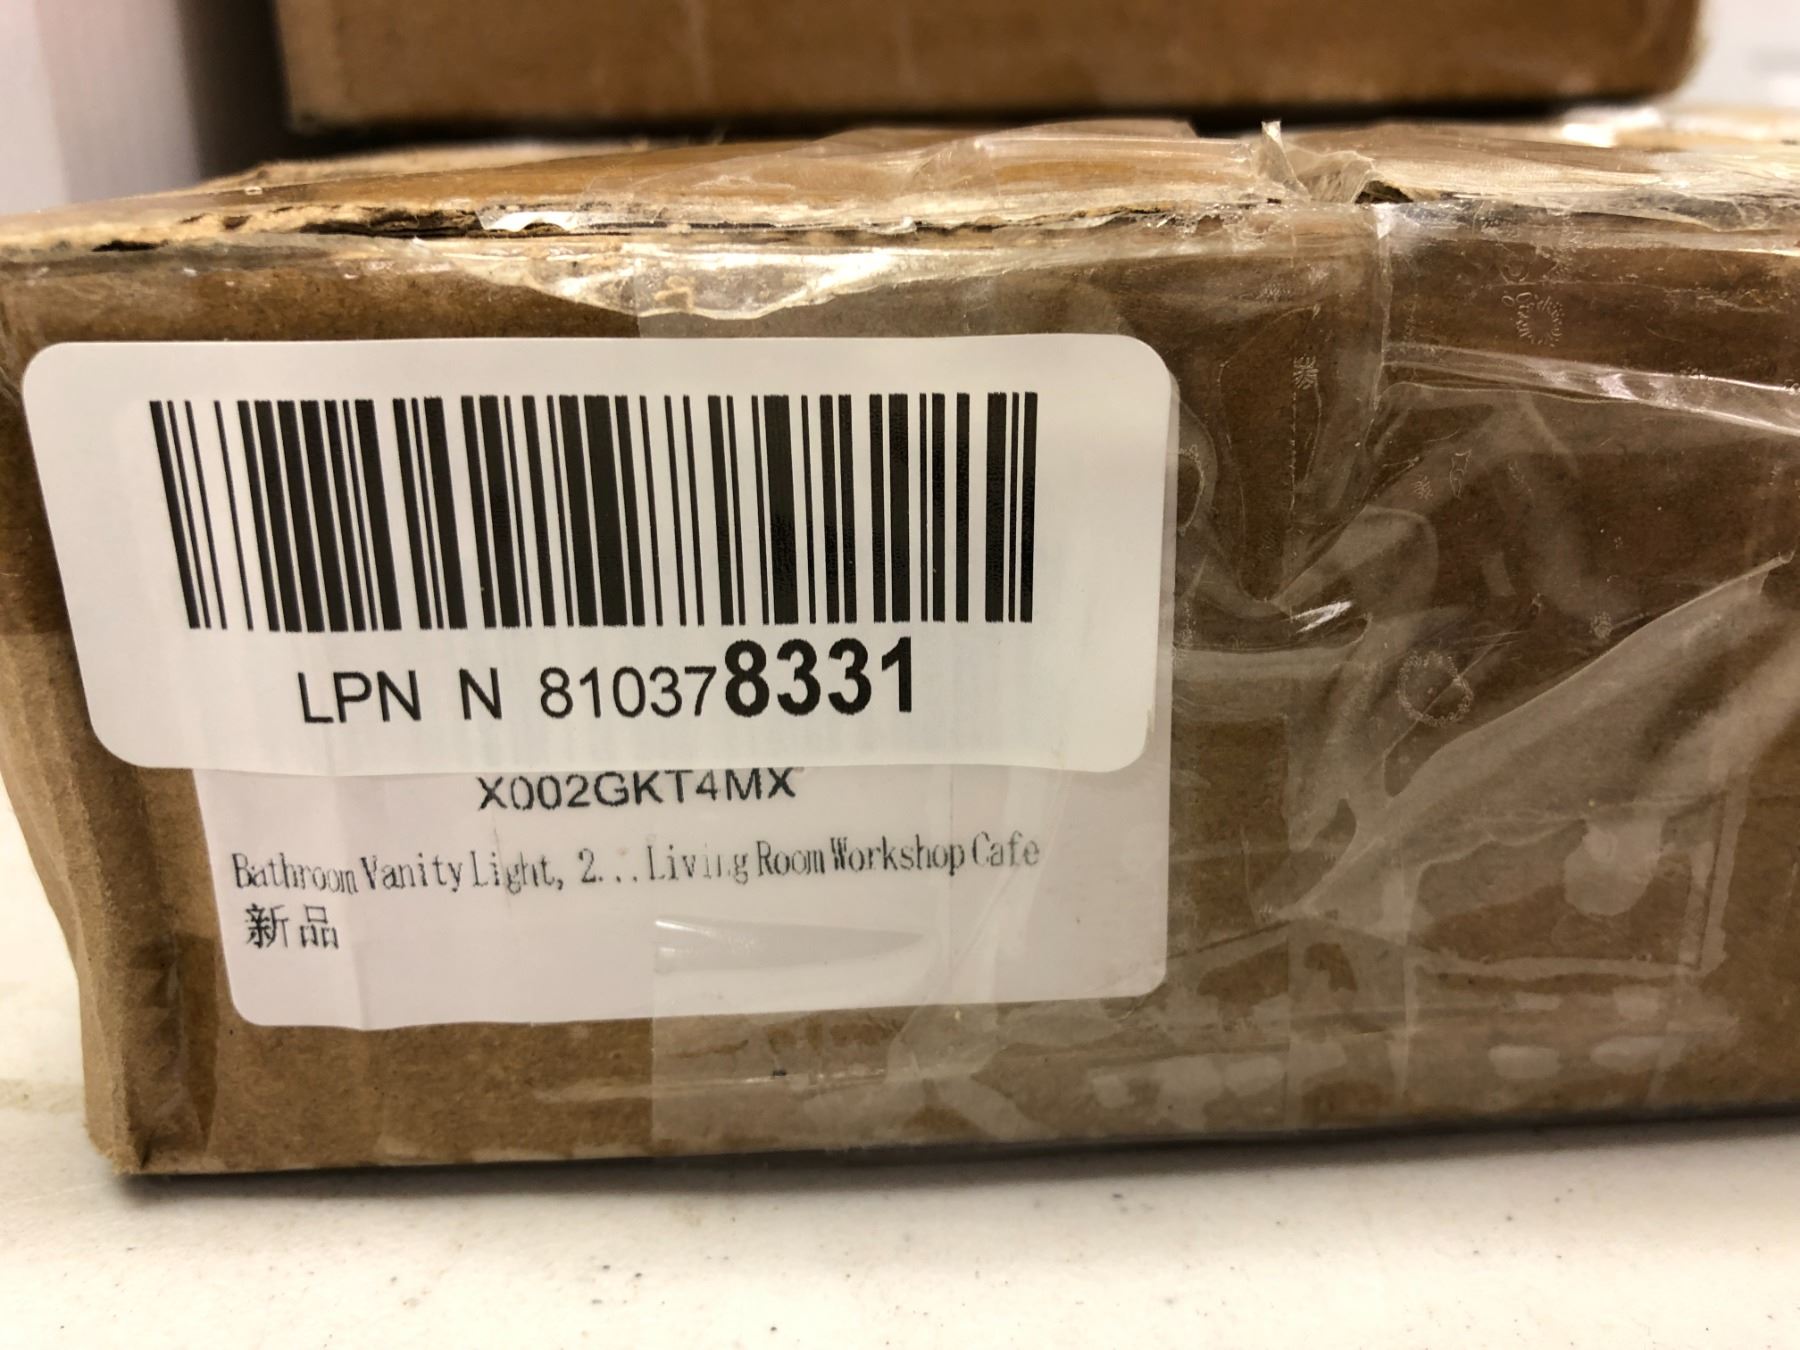 LPN N 810378331
X002GKT4MX
Bathroom Vanity Light, 2...Living Room Workshop Cafe
新品